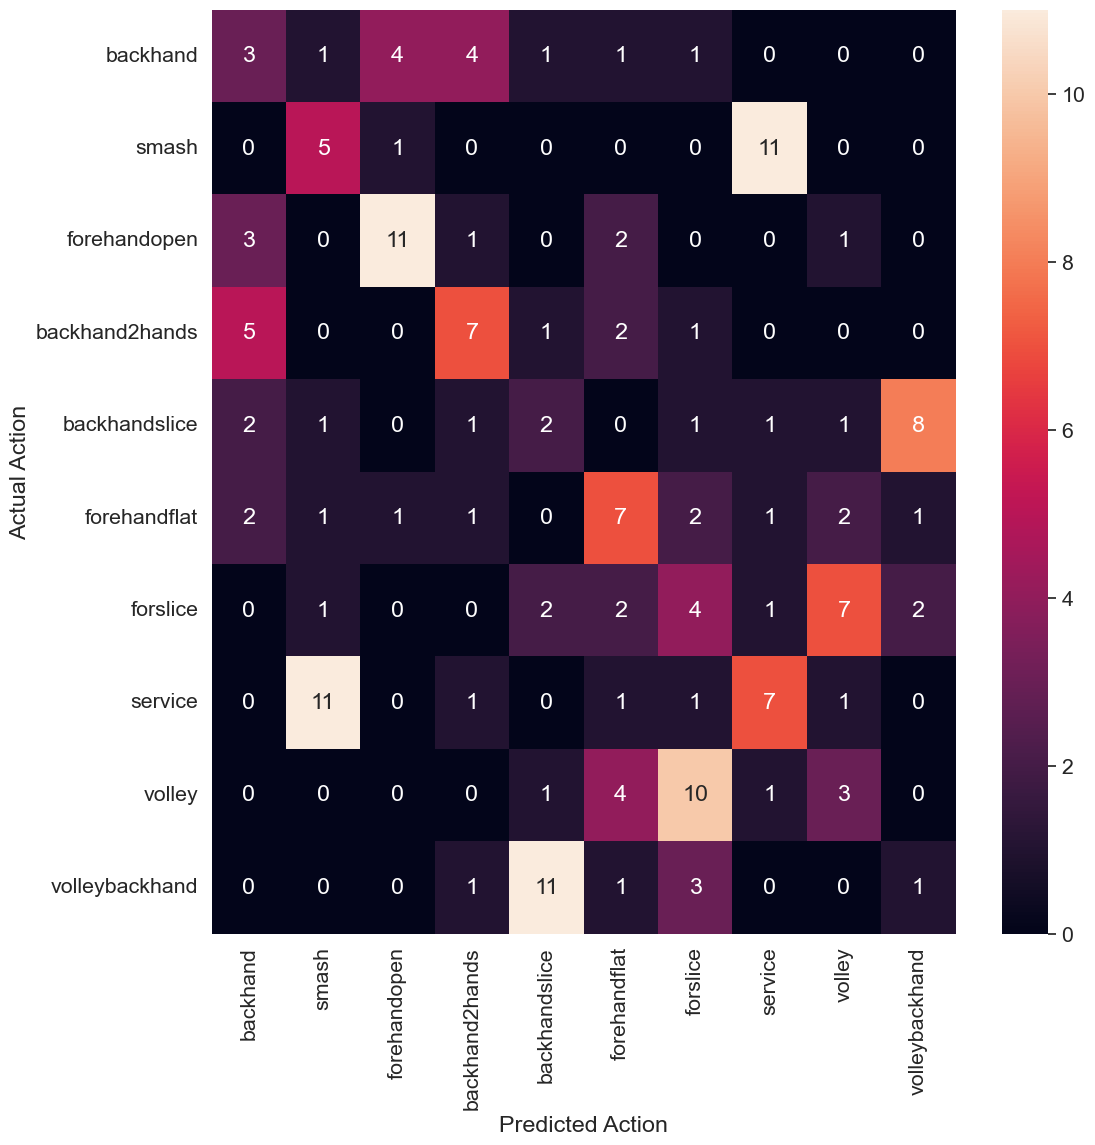 backhand 3 1 4 4 1 1 1 0 0 0
smash 0 5 1 0 0 0 0 11 0 0
forehandopen 3 0 11 1 0 2 0 0 1 0
backhand2hands 5 0 0 7 1 2 1 0 0 0
backhandslice 2 1 0 1 2 0 1 1 1 8
forehandflat 2 1 1 1 0 7 2 1 2 1
forslice 0 1 0 0 2 2 4 1 7 2
service 0 11 0 1 0 1 1 7 1 0
volley 0 0 0 0 1 4 10 1 3 0
volleybackhand 0 0 0 1 11 1 3 0 0 1
Actual Action
backhand
smash
forehandopen
backhand2hands
backhandslice
forehandflat
forslice
service
volley
volleybackhand
Predicted Action
10
8
6
4
2
0